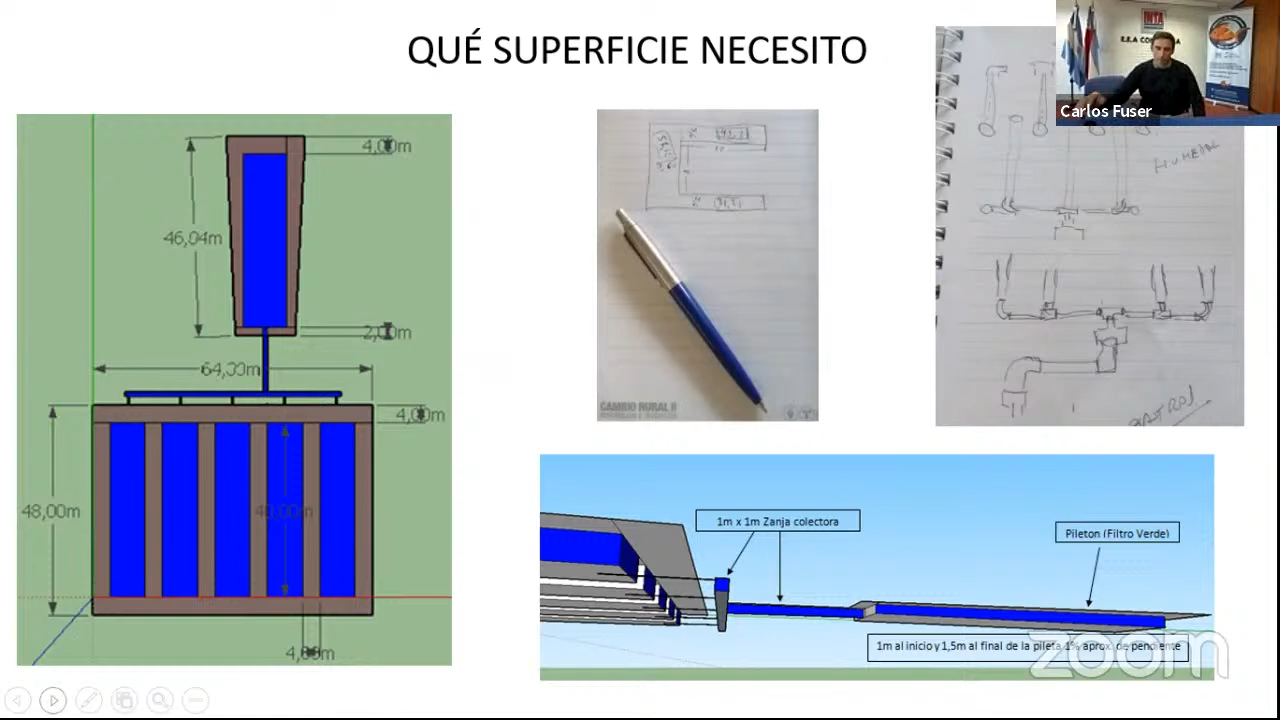 QUÉ SUPERFICIE NECESITO
INTA
Carlos Fuser
4,00m
46,04m
2,00m
64,00m
4,00m
48,00m
40,00m
4,00m
CAMBIO RURAL II
HUMEDAL
1m x 1m Zanja colectora
Pileton (Filtro Verde)
1m al inicio y 1,5m al final de la pileta 1% aprox. de pendiente
zoom